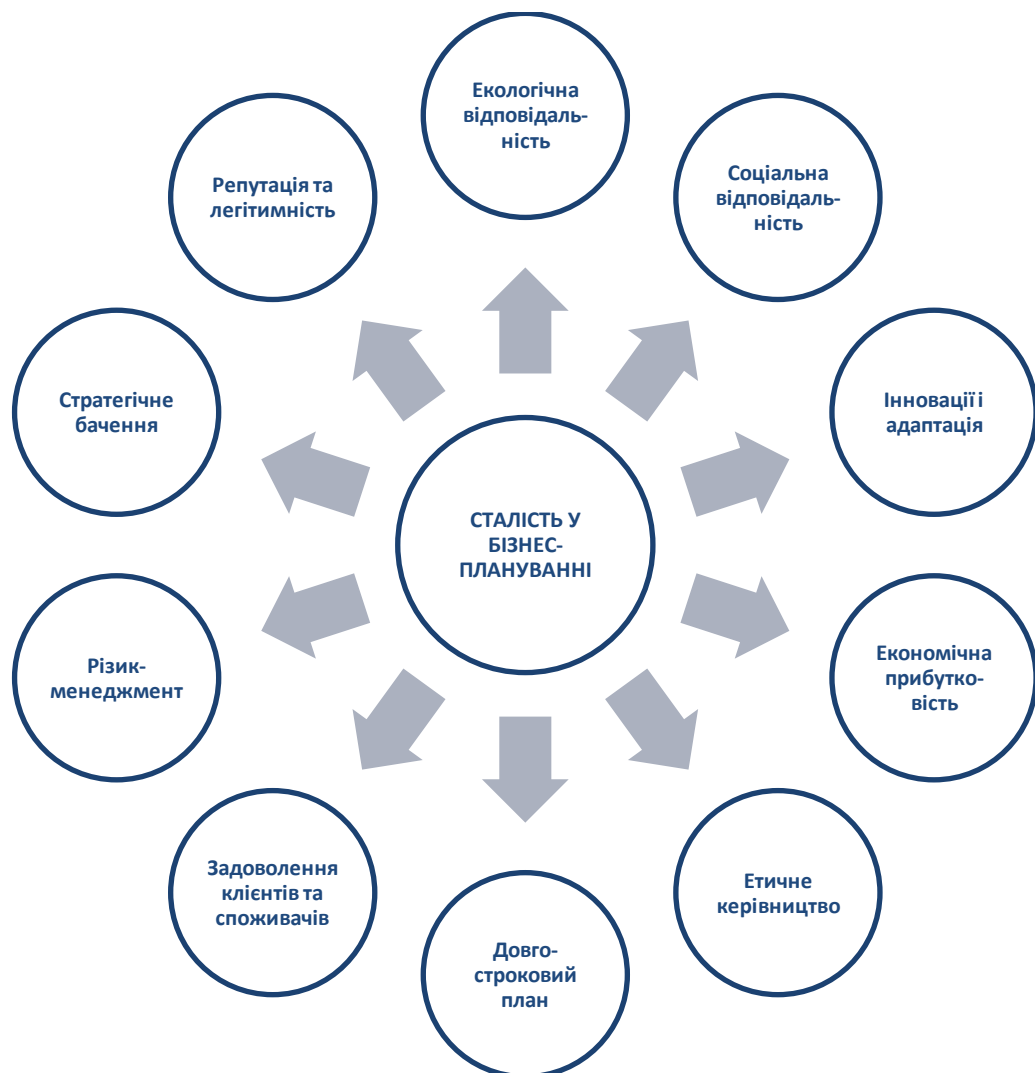 Екологічна
відповідаль-
ність
Соціальна
відповідаль-
ність
Інновації і
адаптація
Економічна
прибутко-
вість
Етичне
керівництво
Довго-
строковий
план
Задоволення
клієнтів та
споживачів
Різик-
менеджмент
Стратегічне
бачення
Репутація та
легітимність
СТАЛІСТЬ У
БІЗНЕС-
ПЛАНУВАННІ